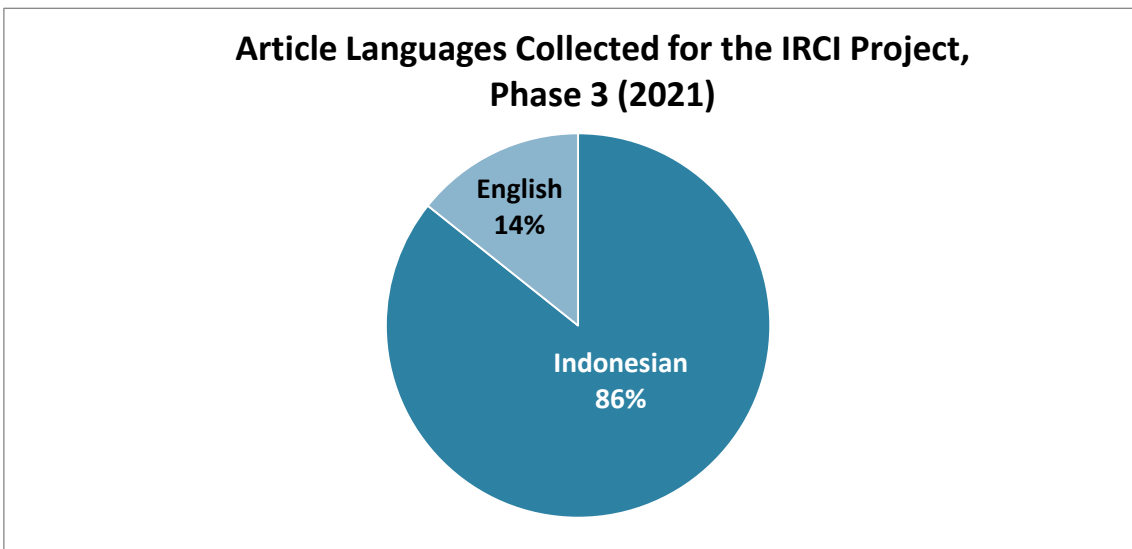 Article Languages Collected for the IRCI Project,
Phase 3 (2021)
English
14%
Indonesian
86%